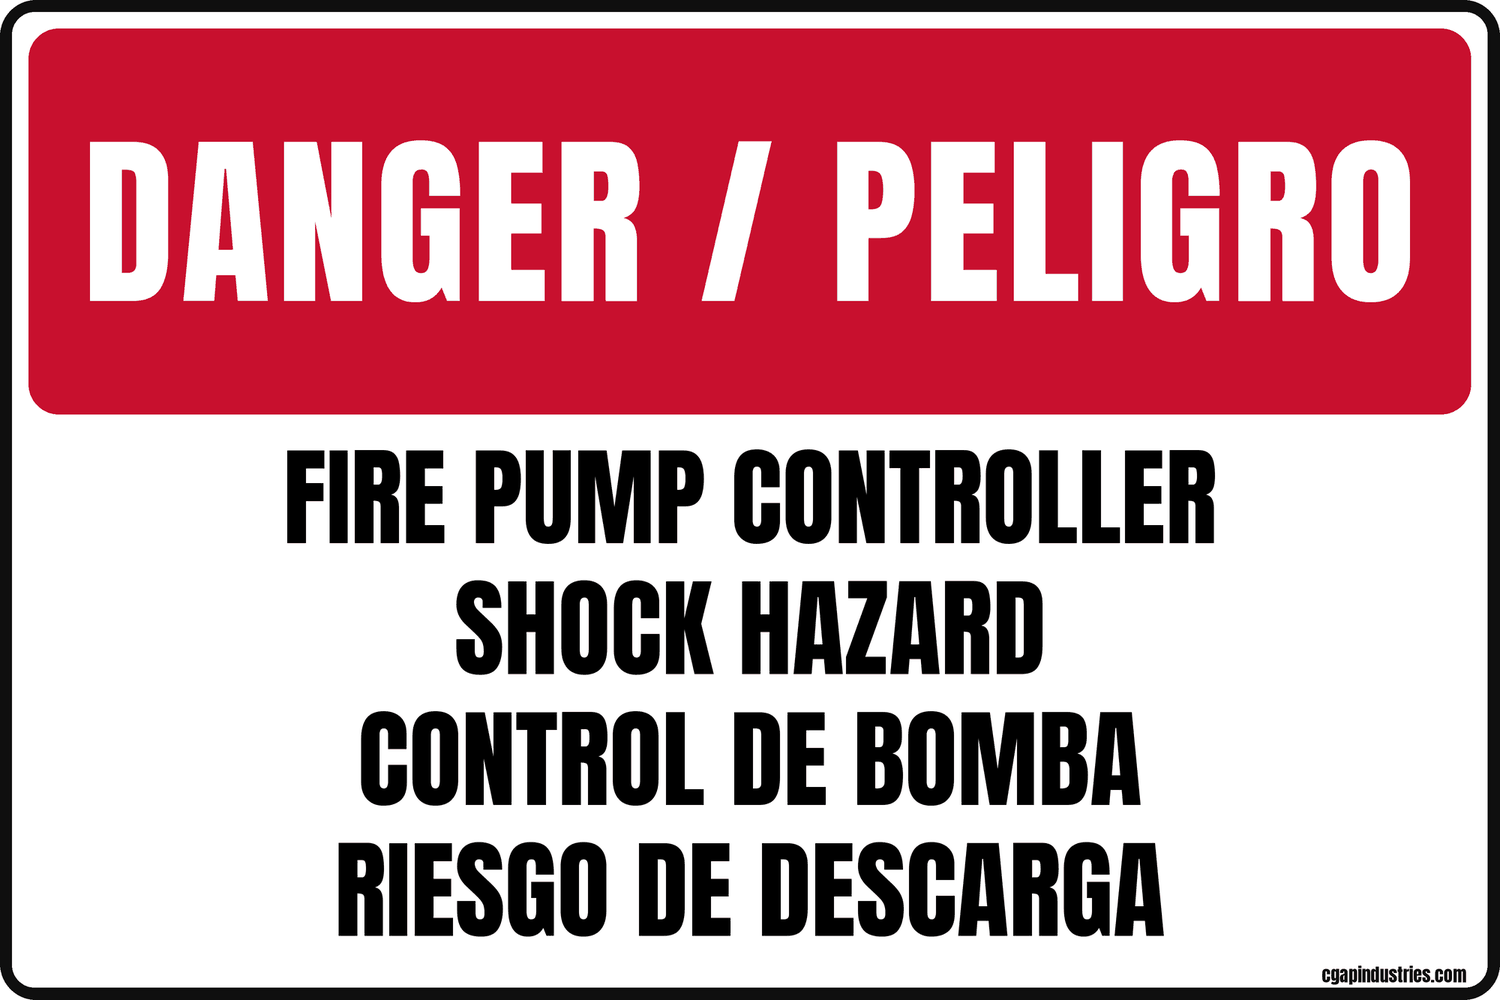 DANGER / PELIGRO
FIRE PUMP CONTROLLER
SHOCK HAZARD
CONTROL DE BOMBA
RIESGO DE DESCARGA
cgapindustries.com